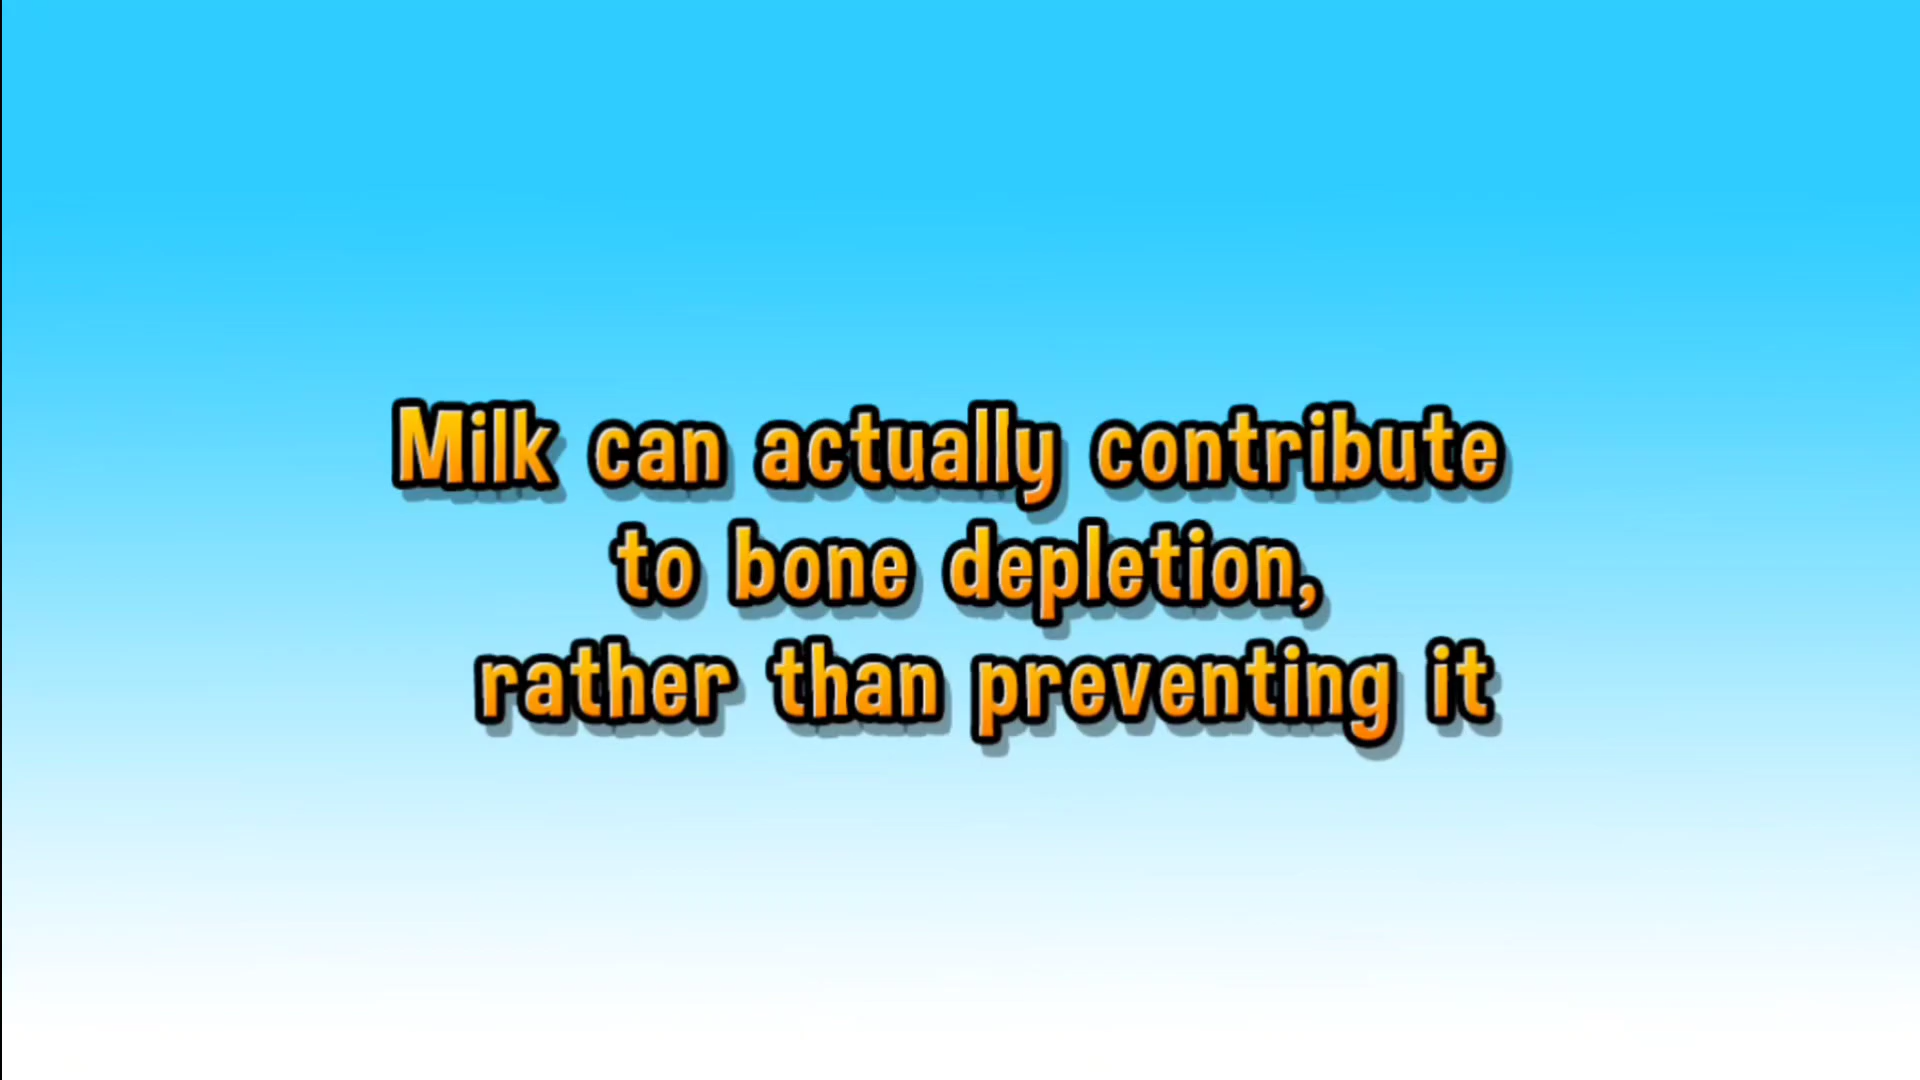 Milk can actually contribute
to bone depletion,
rather than preventing it